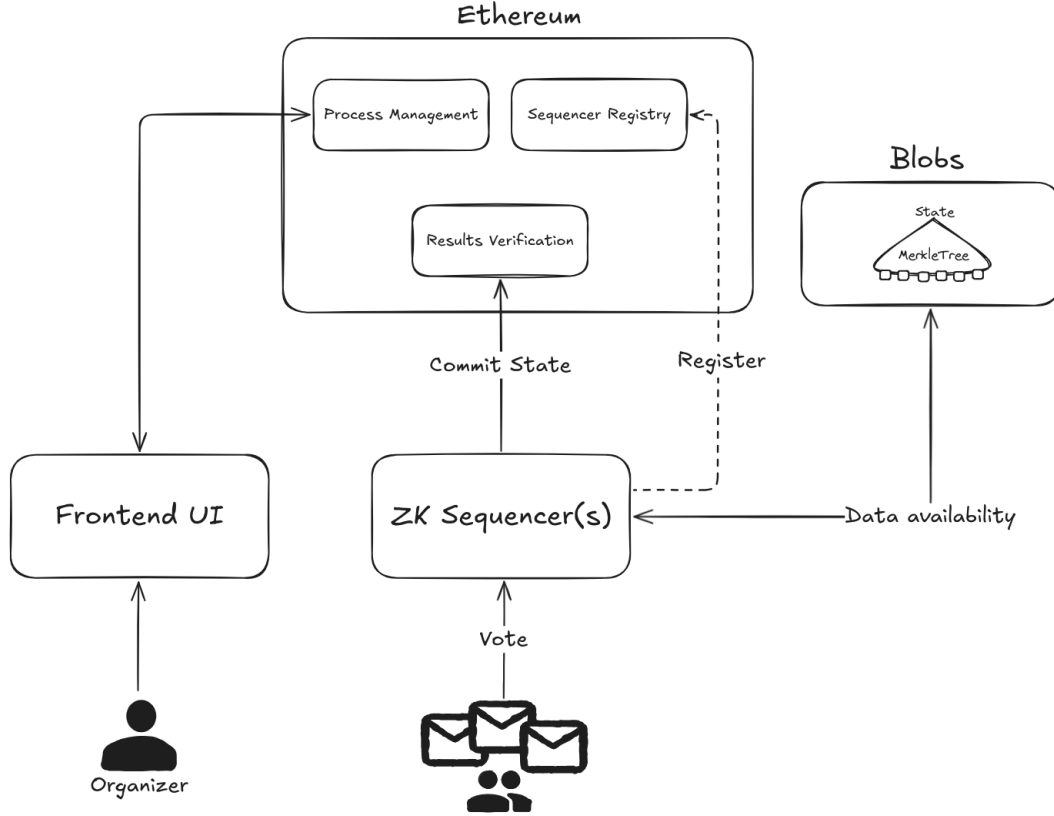 Ethereum
Process Management
Sequencer Registry
Blobs
State
MerkleTree
Results Verification
Commit State
Register
Frontend UI
ZK Sequencer(s)
Data availability
Vote
Organizer